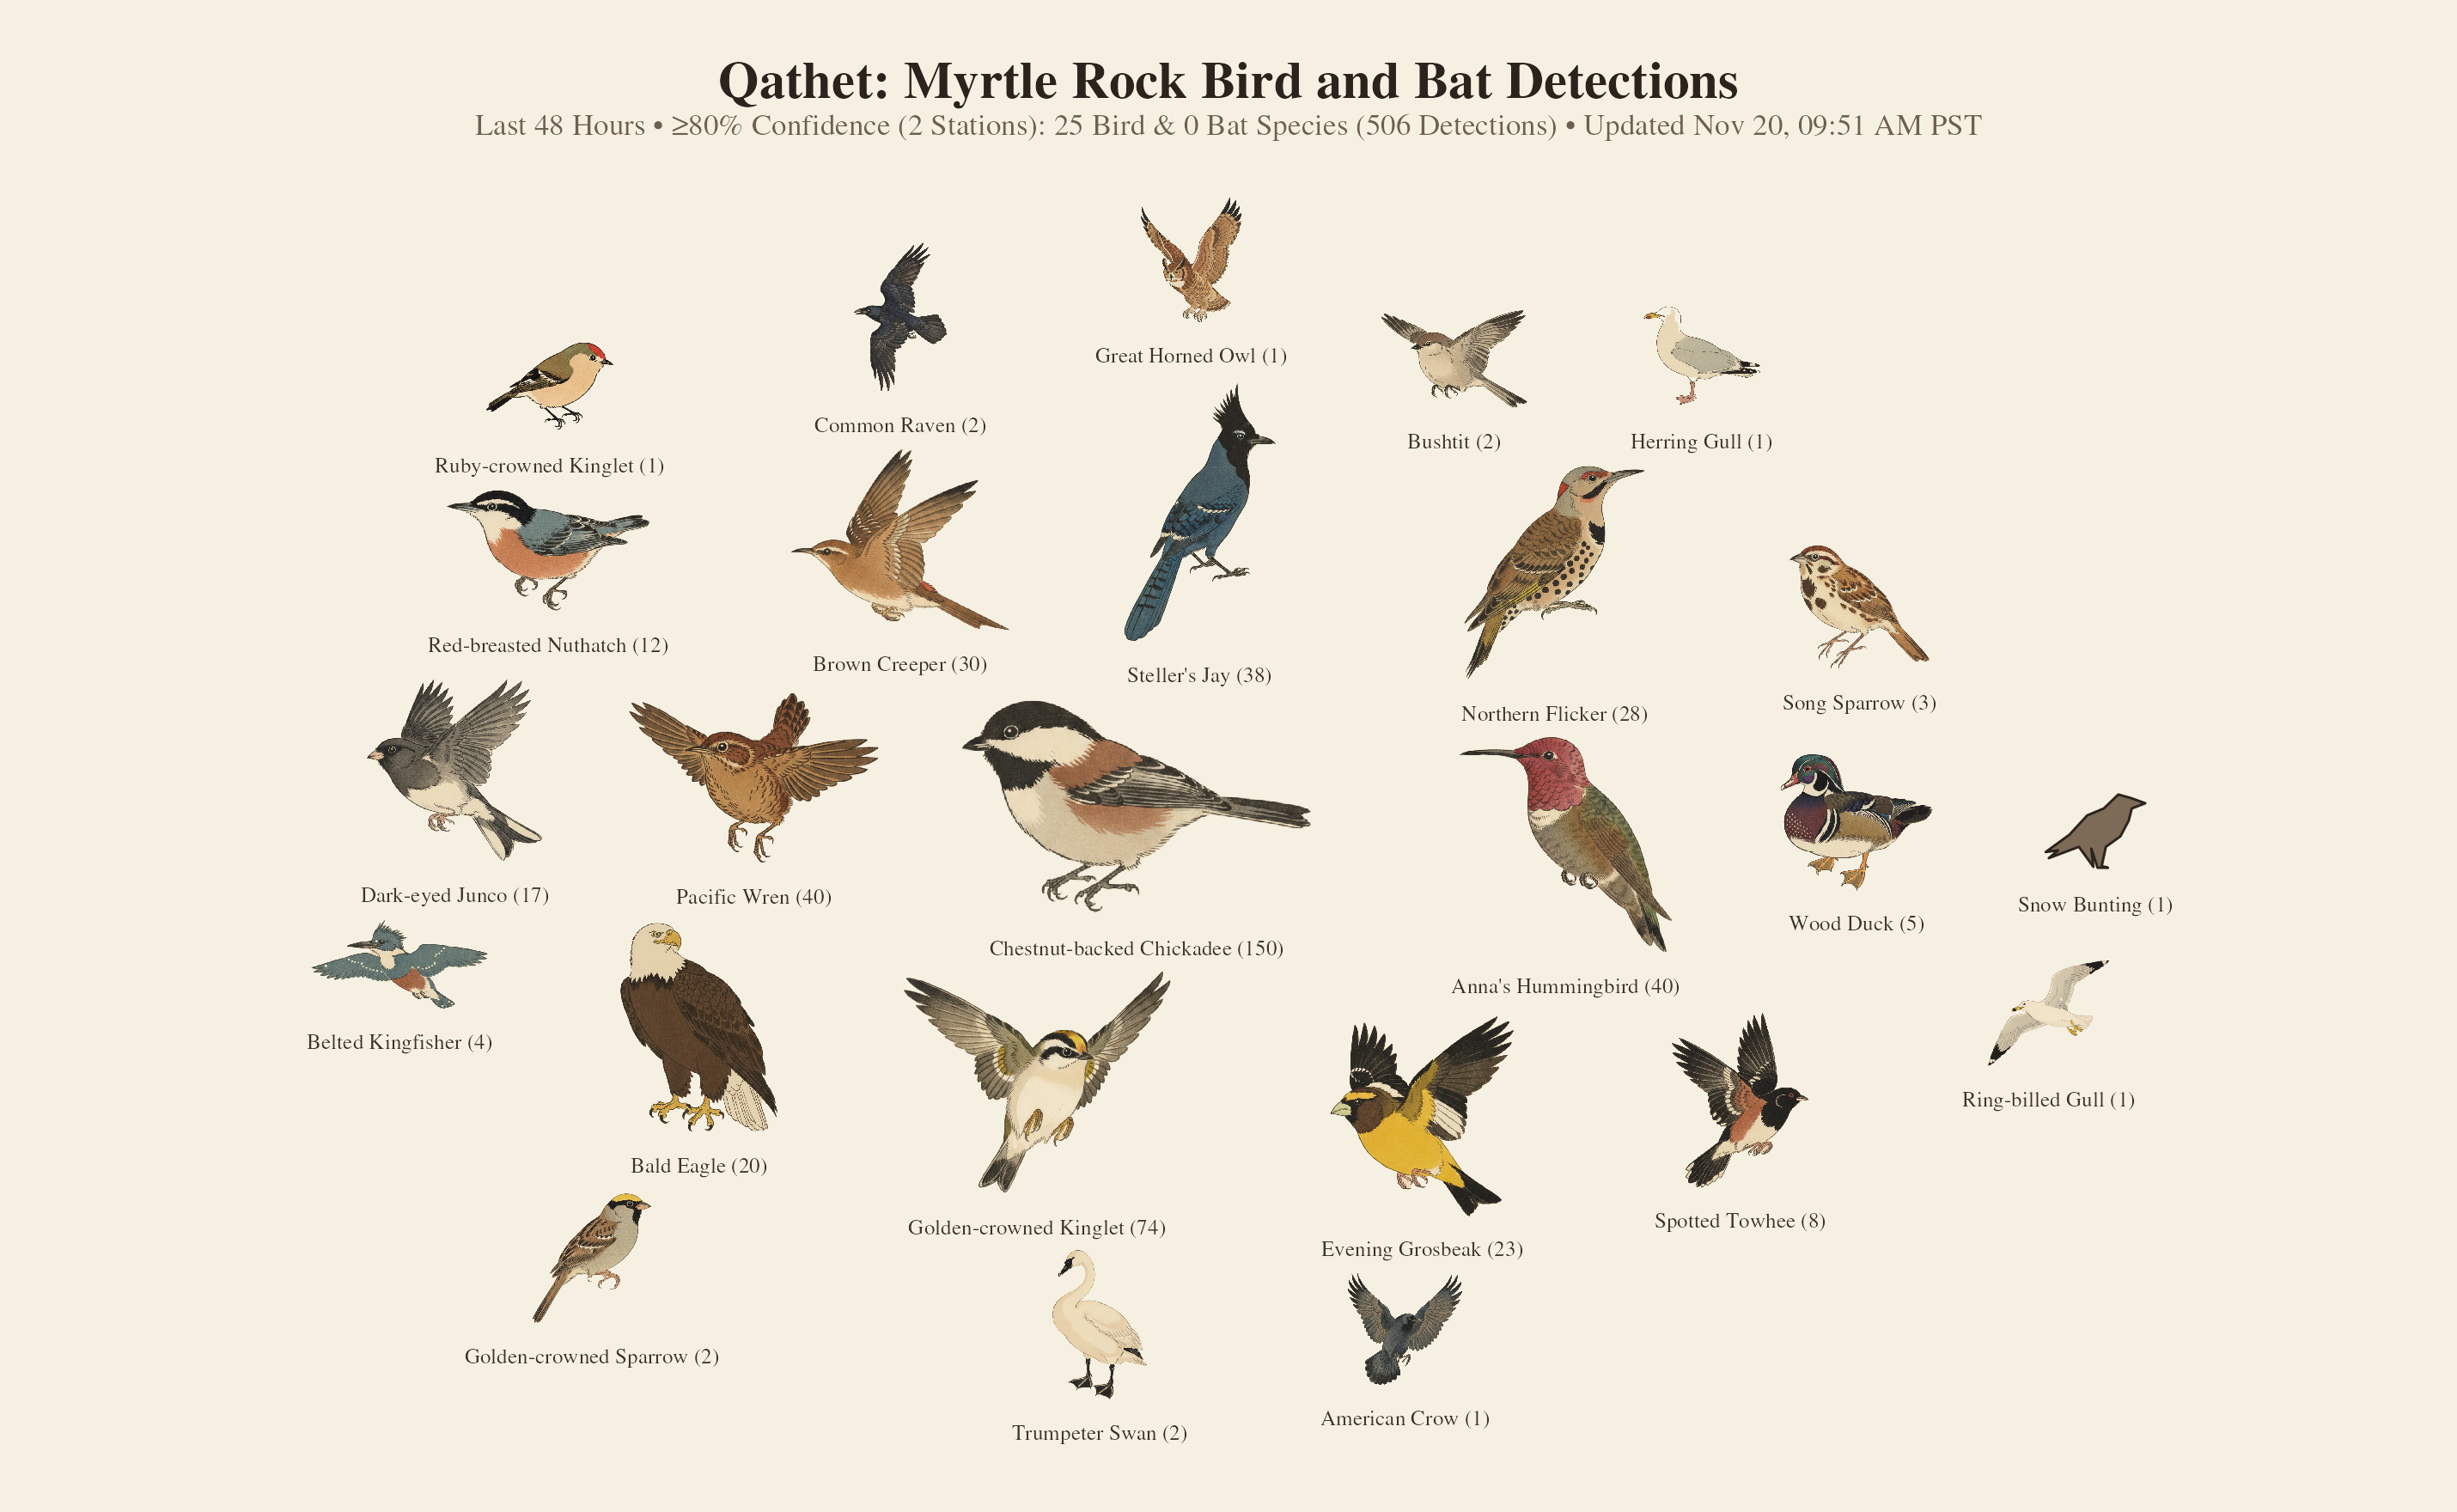 Qathet: Myrtle Rock Bird and Bat Detections
Last 48 Hours • ≥80% Confidence (2 Stations): 25 Bird & 0 Bat Species (506 Detections) • Updated Nov 20, 09:51 AM PST
Great Horned Owl (1)
Common Raven (2)
Bushtit (2)
Herring Gull (1)
Ruby-crowned Kinglet (1)
Red-breasted Nuthatch (12)
Brown Creeper (30)
Steller's Jay (38)
Northern Flicker (28)
Song Sparrow (3)
Dark-eyed Junco (17)
Pacific Wren (40)
Chestnut-backed Chickadee (150)
Anna's Hummingbird (40)
Wood Duck (5)
Snow Bunting (1)
Belted Kingfisher (4)
Bald Eagle (20)
Golden-crowned Kinglet (74)
Evening Grosbeak (23)
Spotted Towhee (8)
Ring-billed Gull (1)
Golden-crowned Sparrow (2)
Trumpeter Swan (2)
American Crow (1)